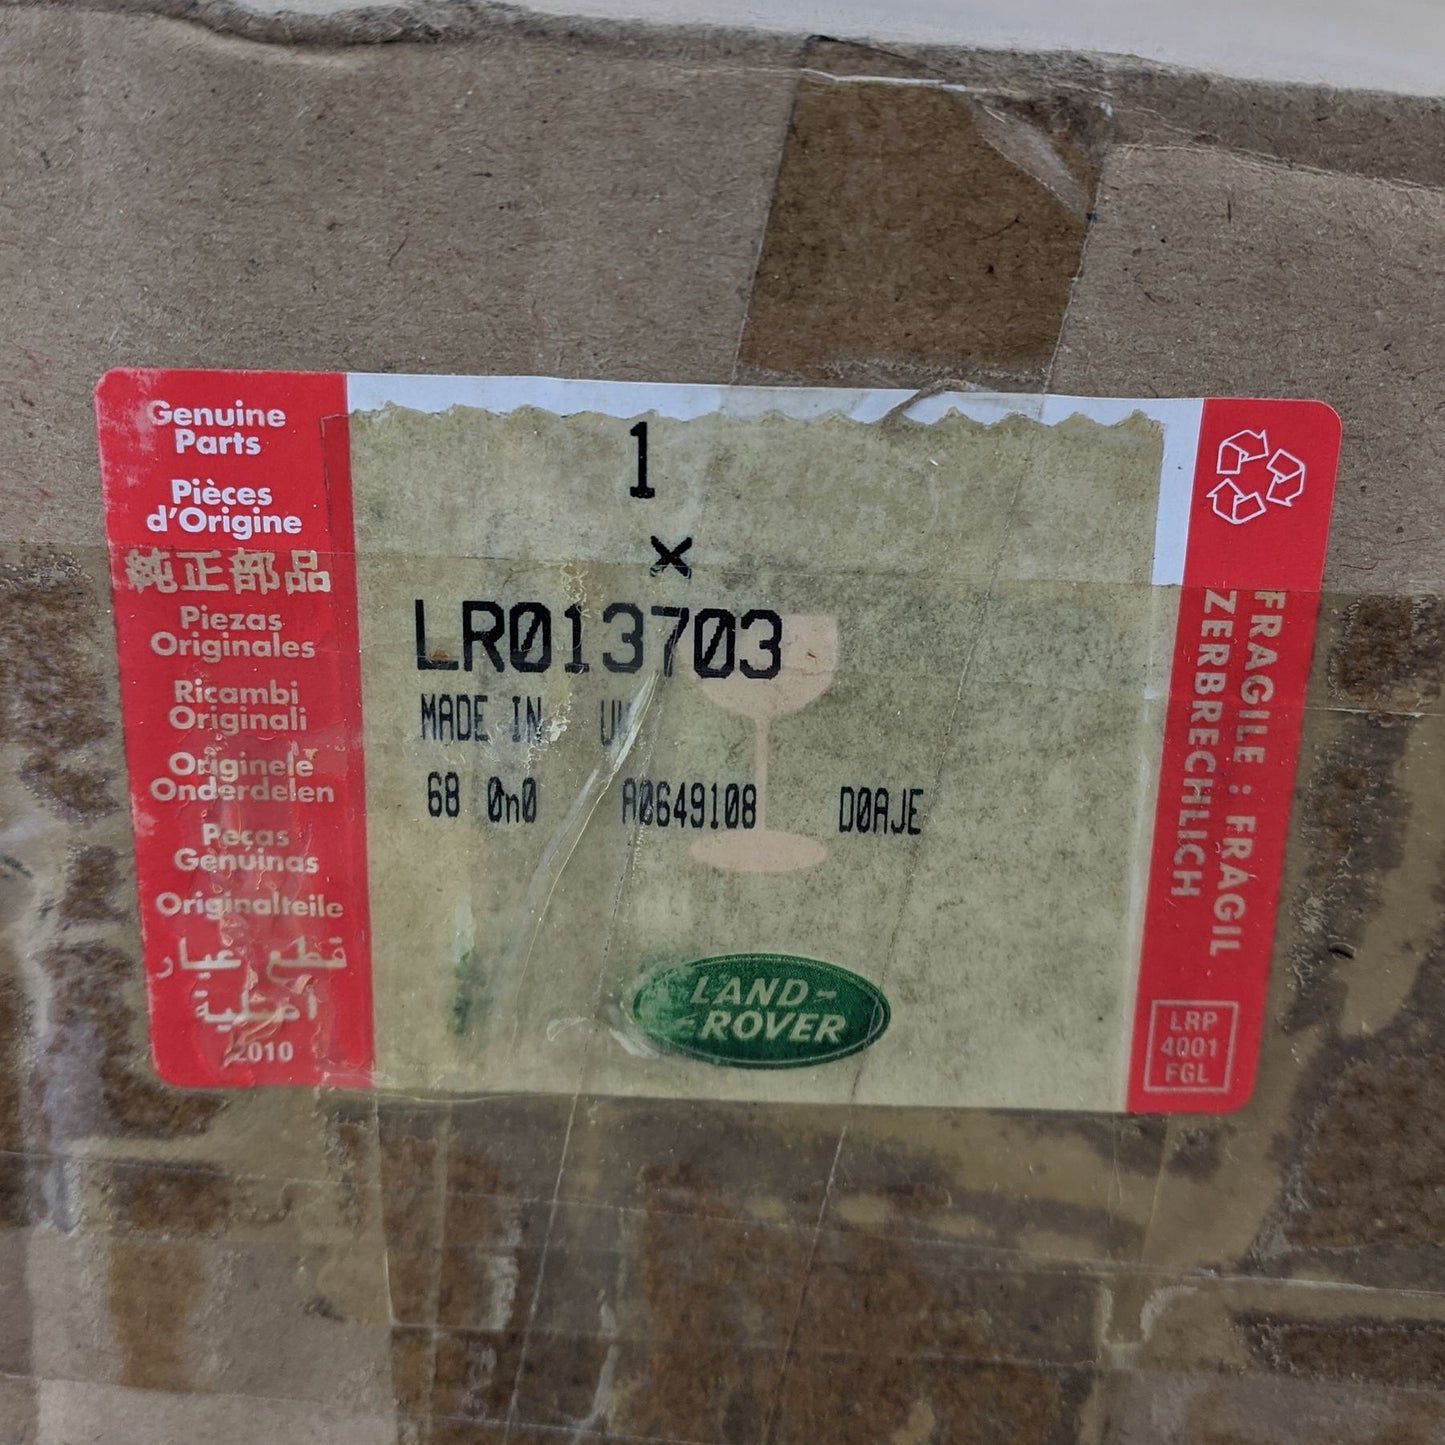 Genuine
Parts
Pièces
d'Origine
純正部品
Piezas
Originales
Ricambi
Originali
Originele
Onderdelen
Peças
Genuinas
Originalteile
قطع غيار
أصلية
2010
1
×
LR013703
MADE IN
68 0n0 A0649108 D0AJE
LAND-
-ROVER
FRAGILE : FRAGIL
ZERBRECHLICH
LRP
4001
FGL